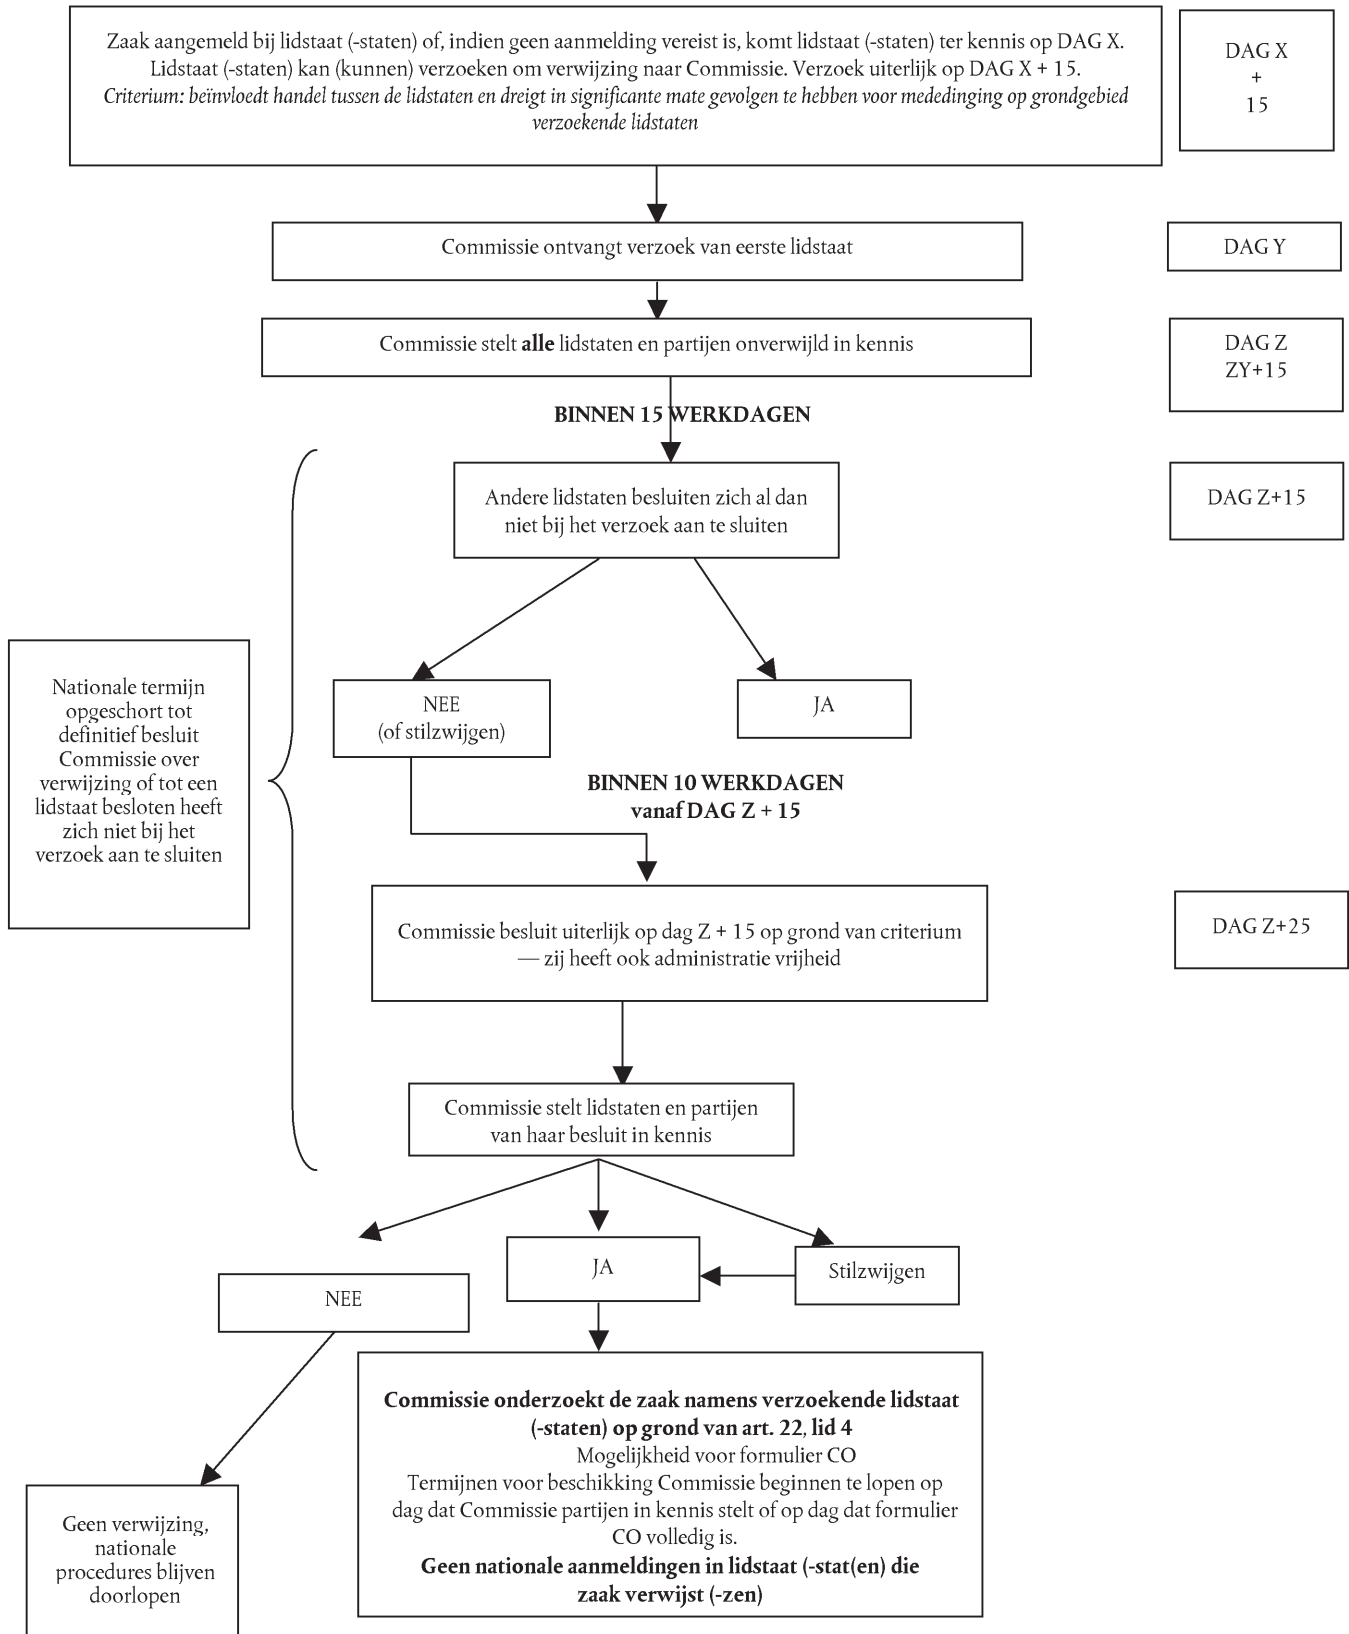 Zaak aangemeld bij lidstaat (-staten) of, indien geen aanmelding vereist is, komt lidstaat (-staten) ter kennis op DAG X.
Lidstaat (-staten) kan (kunnen) verzoeken om verwijzing naar Commissie. Verzoek uiterlijk op DAG X + 15.
Criterium: beïnvloedt handel tussen de lidstaten en dreigt in significante mate gevolgen te hebben voor mededinging op grondgebied
verzoekende lidstaten
DAG X
+
15
Commissie ontvangt verzoek van eerste lidstaat
DAG Y
Commissie stelt alle lidstaten en partijen onverwijld in kennis
DAG Z
ZY+15
BINNEN 15 WERKDAGEN
Andere lidstaten besluiten zich al dan
niet bij het verzoek aan te sluiten
DAG Z+15
Nationale termijn
opgeschort tot
definitief besluit
Commissie over
verwijzing of tot een
lidstaat besloten heeft
zich niet bij het
verzoek aan te sluiten
NEE
(of stilzwijgen)
JA
BINNEN 10 WERKDAGEN
vanaf DAG Z + 15
Commissie besluit uiterlijk op dag Z + 15 op grond van criterium
— zij heeft ook administratie vrijheid
DAG Z+25
Commissie stelt lidstaten en partijen
van haar besluit in kennis
NEE
JA
Stilzwijgen
Commissie onderzoekt de zaak namens verzoekende lidstaat
(-staten) op grond van art. 22, lid 4
Mogelijkheid voor formulier CO
Termijnen voor beschikking Commissie beginnen te lopen op
dag dat Commissie partijen in kennis stelt of op dag dat formulier
CO volledig is.
Geen nationale aanmeldingen in lidstaat (-stat(en) die
zaak verwijst (-zen)
Geen verwijzing,
nationale
procedures blijven
doorlopen